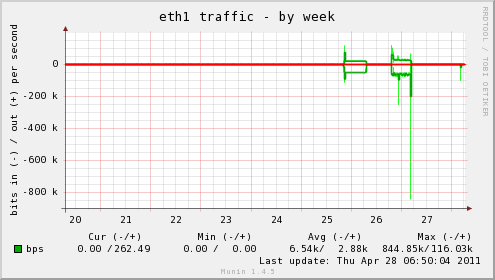 eth1 traffic - by week
RRDTOOL / TOBI OETIKER
bits in (-) / out (+) per second
0
-200 k
-400 k
-600 k
-800 k
20 21 22 23 24 25 26 27
Cur (-/+) Min (-/+) Avg (-/+) Max (-/+)
bps 0.00 /262.49 0.00 / 0.00 6.54k/ 2.88k 844.85k/116.03k
Last update: Thu Apr 28 06:50:04 2011
Munin 1.4.5